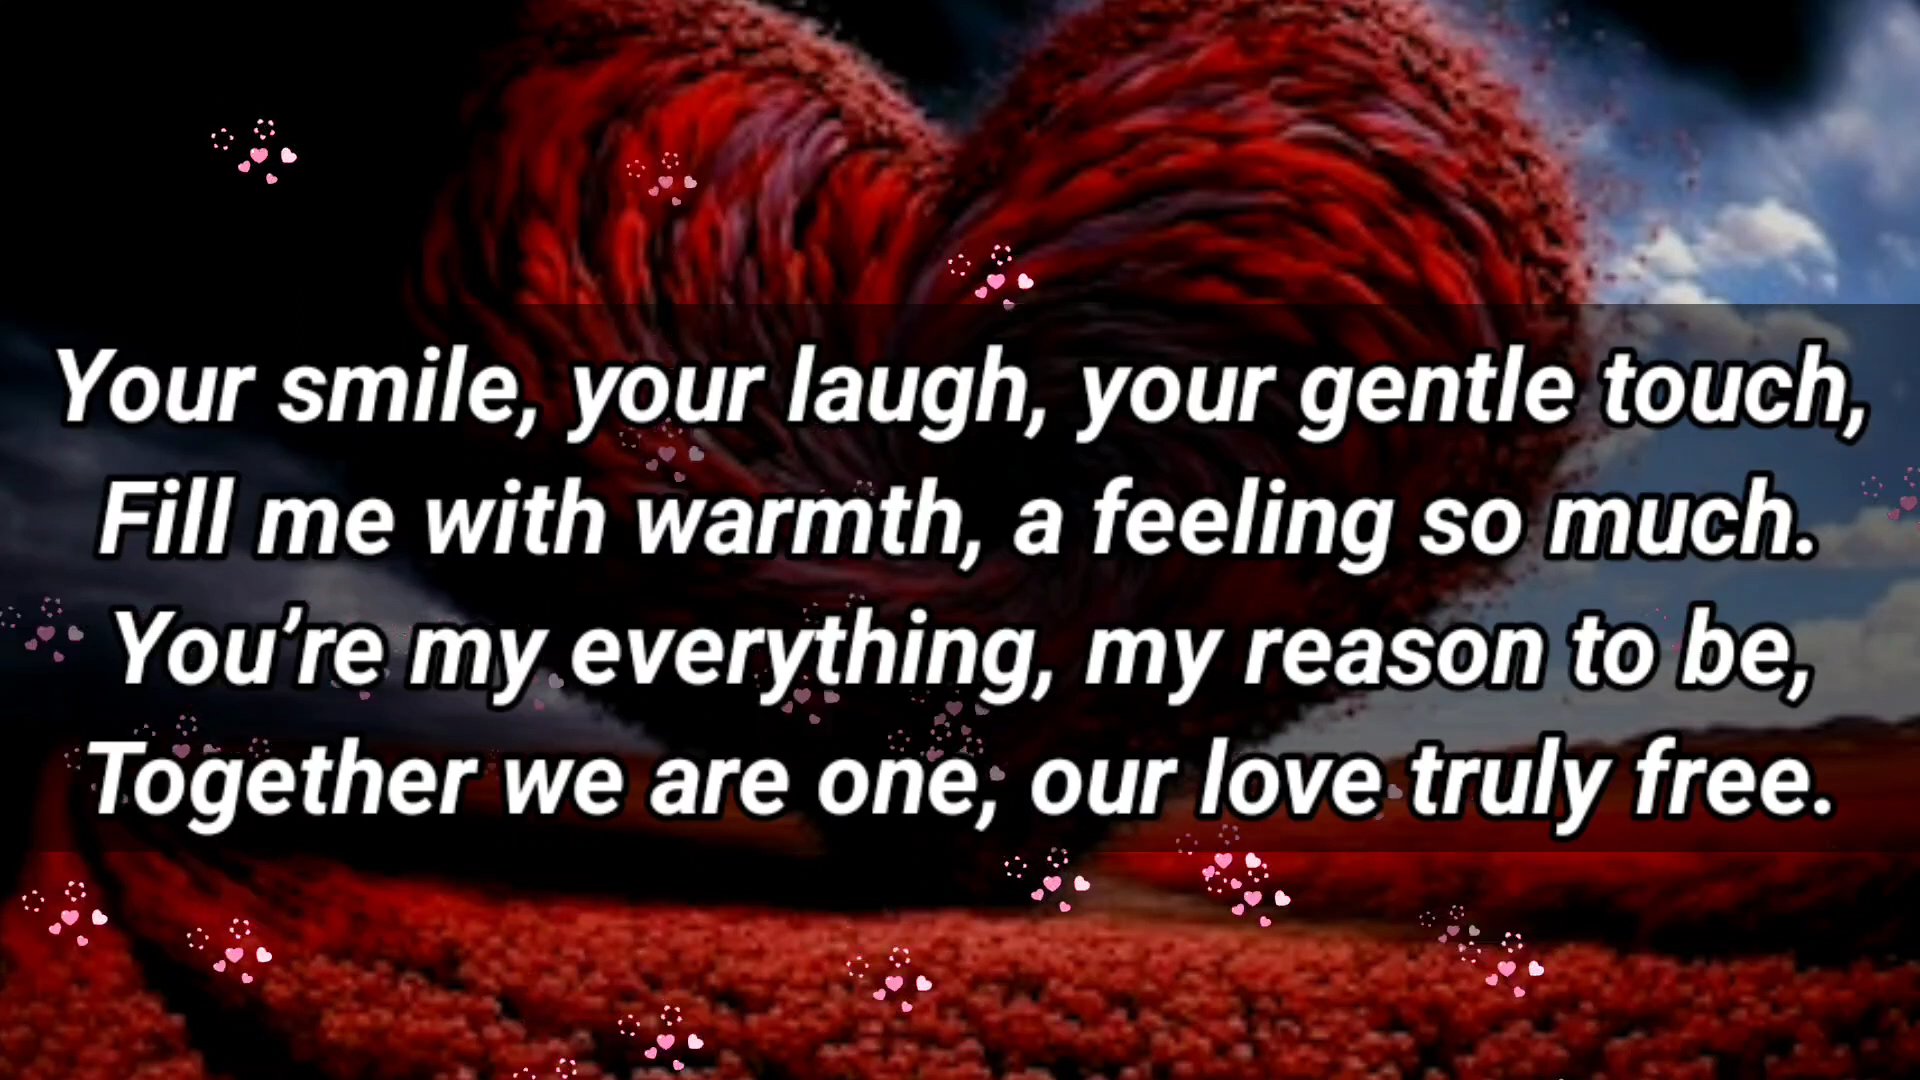 Your smile, your laugh, your gentle touch,
Fill me with warmth, a feeling so much.
You’re my everything, my reason to be,
Together we are one, our love truly free.